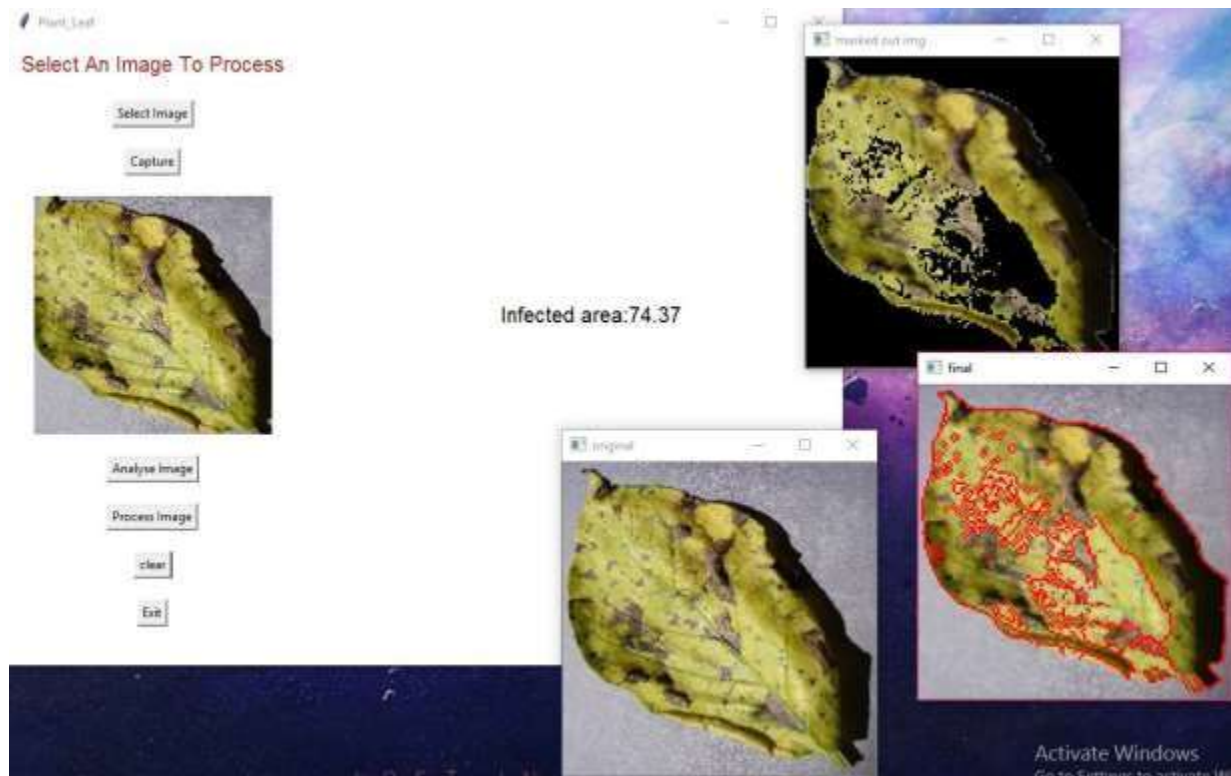 Plant_Leaf
Select An Image To Process
Select Image
Capture
Infected area:74.37
Analyse Image
Process Image
clear
Exit
masked out img
final
original
Activate Windows